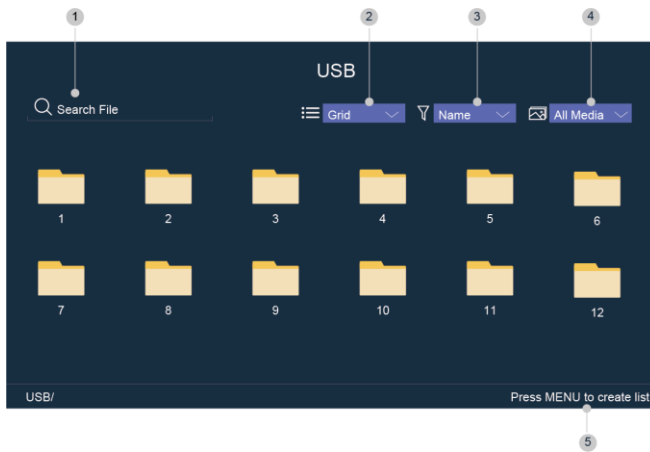 1 2 3 4
USB
Search File Grid Name All Media
1 2 3 4 5 6
7 8 9 10 11 12
USB/ Press MENU to create list
5